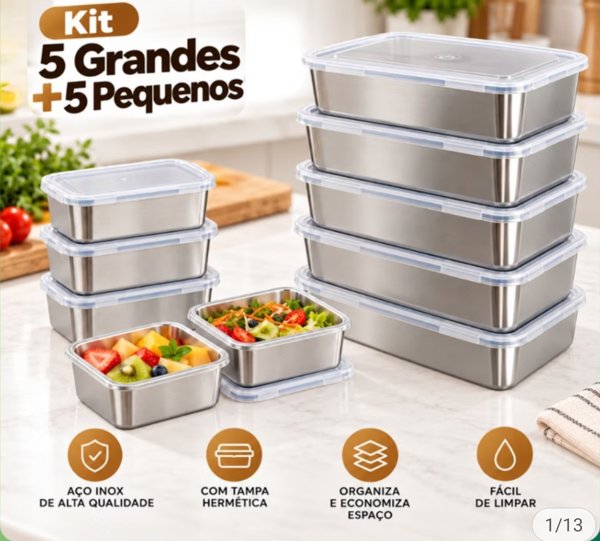 Kit
5 Grandes
+5 Pequenos
AÇO INOX
DE ALTA QUALIDADE
COM TAMPA
HERMÉTICA
ORGANIZA
E ECONOMIZA
ESPAÇO
FÁCIL
DE LIMPAR
1/13